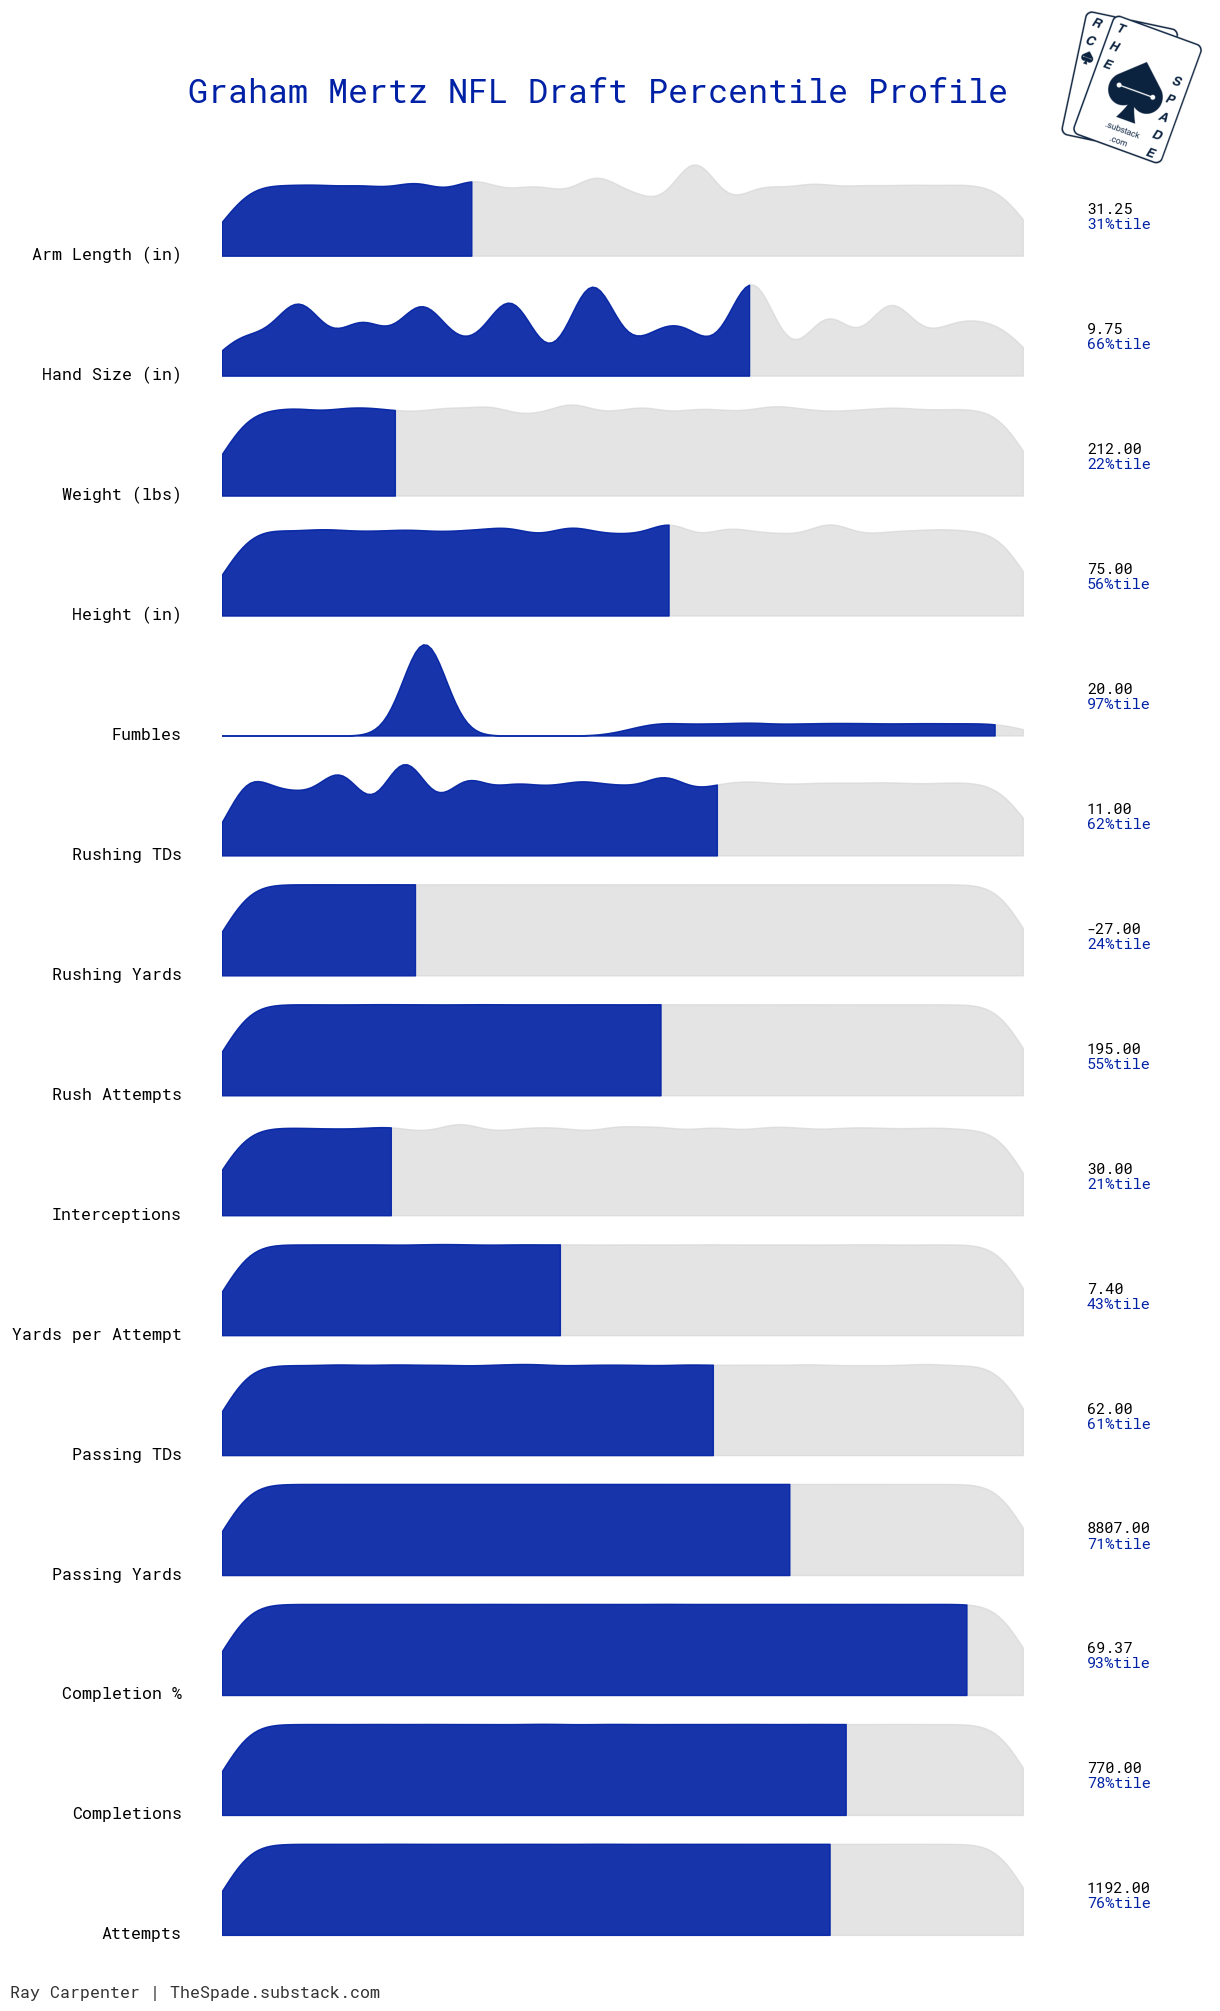 R
C
T
H
E
S
P
A
D
E
.substack
.com
Graham Mertz NFL Draft Percentile Profile
Arm Length (in)
31.25
31%tile
Hand Size (in)
9.75
66%tile
Weight (lbs)
212.00
22%tile
Height (in)
75.00
56%tile
Fumbles
20.00
97%tile
Rushing TDs
11.00
62%tile
Rushing Yards
-27.00
24%tile
Rush Attempts
195.00
55%tile
Interceptions
30.00
21%tile
Yards per Attempt
7.40
43%tile
Passing TDs
62.00
61%tile
Passing Yards
8807.00
71%tile
Completion %
69.37
93%tile
Completions
770.00
78%tile
Attempts
1192.00
76%tile
Ray Carpenter | TheSpade.substack.com